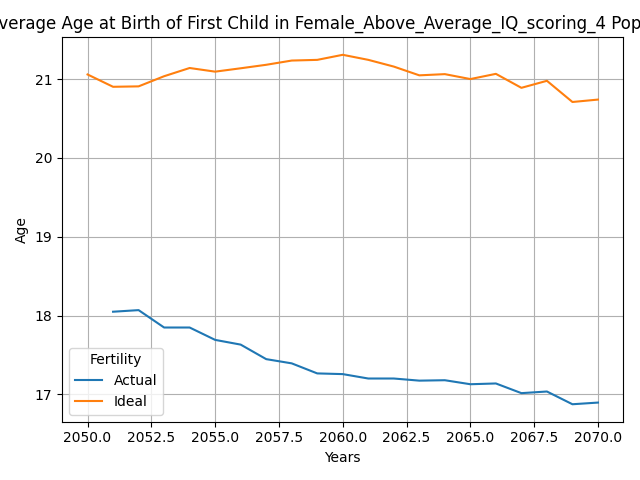 verage Age at Birth of First Child in Female_Above_Average_IQ_scoring_4 Pop
21
20
19
18
17
Age
Fertility
Actual
Ideal
2050.0 2052.5 2055.0 2057.5 2060.0 2062.5 2065.0 2067.5 2070.0
Years